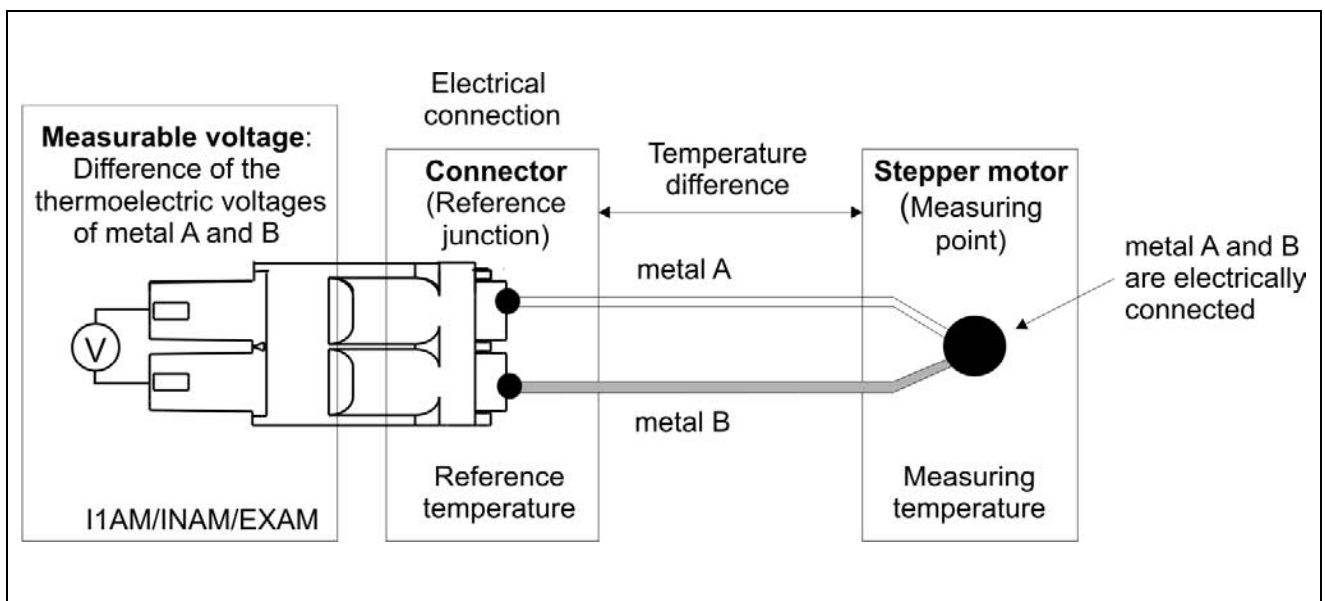 Measurable voltage:
Difference of the
thermoelectric voltages
of metal A and B
V
I1AM/INAM/EXAM
Electrical
connection
Connector
(Reference
junction)
Reference
temperature
Temperature
difference
metal A
metal B
Stepper motor
(Measuring
point)
Measuring
temperature
metal A and B
are electrically
connected